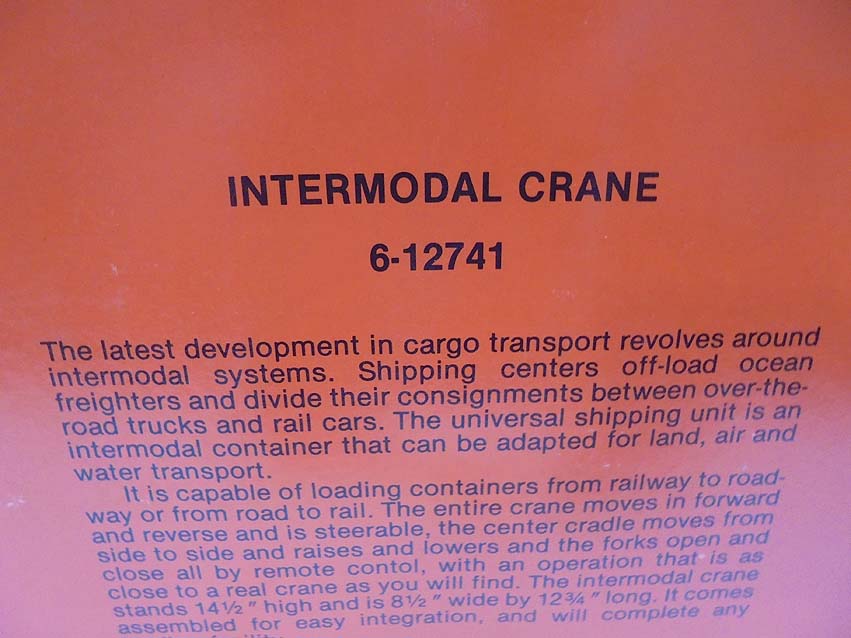 INTERMODAL CRANE
6-12741
The latest development in cargo transport revolves around
intermodal systems. Shipping centers off-load ocean
freighters and divide their consignments between over-the-
road trucks and rail cars. The universal shipping unit is an
intermodal container that can be adapted for land, air and
water transport.
It is capable of loading containers from railway to road-
way or from road to rail. The entire crane moves in forward
and reverse and is steerable, the center cradle moves from
side to side and raises and lowers and the forks open and
close all by remote contol, with an operation that is as
close to a real crane as you will find. The intermodal crane
stands 14½" high and is 8½" wide by 12¾" long. It comes
assembled for easy integration, and will complete any